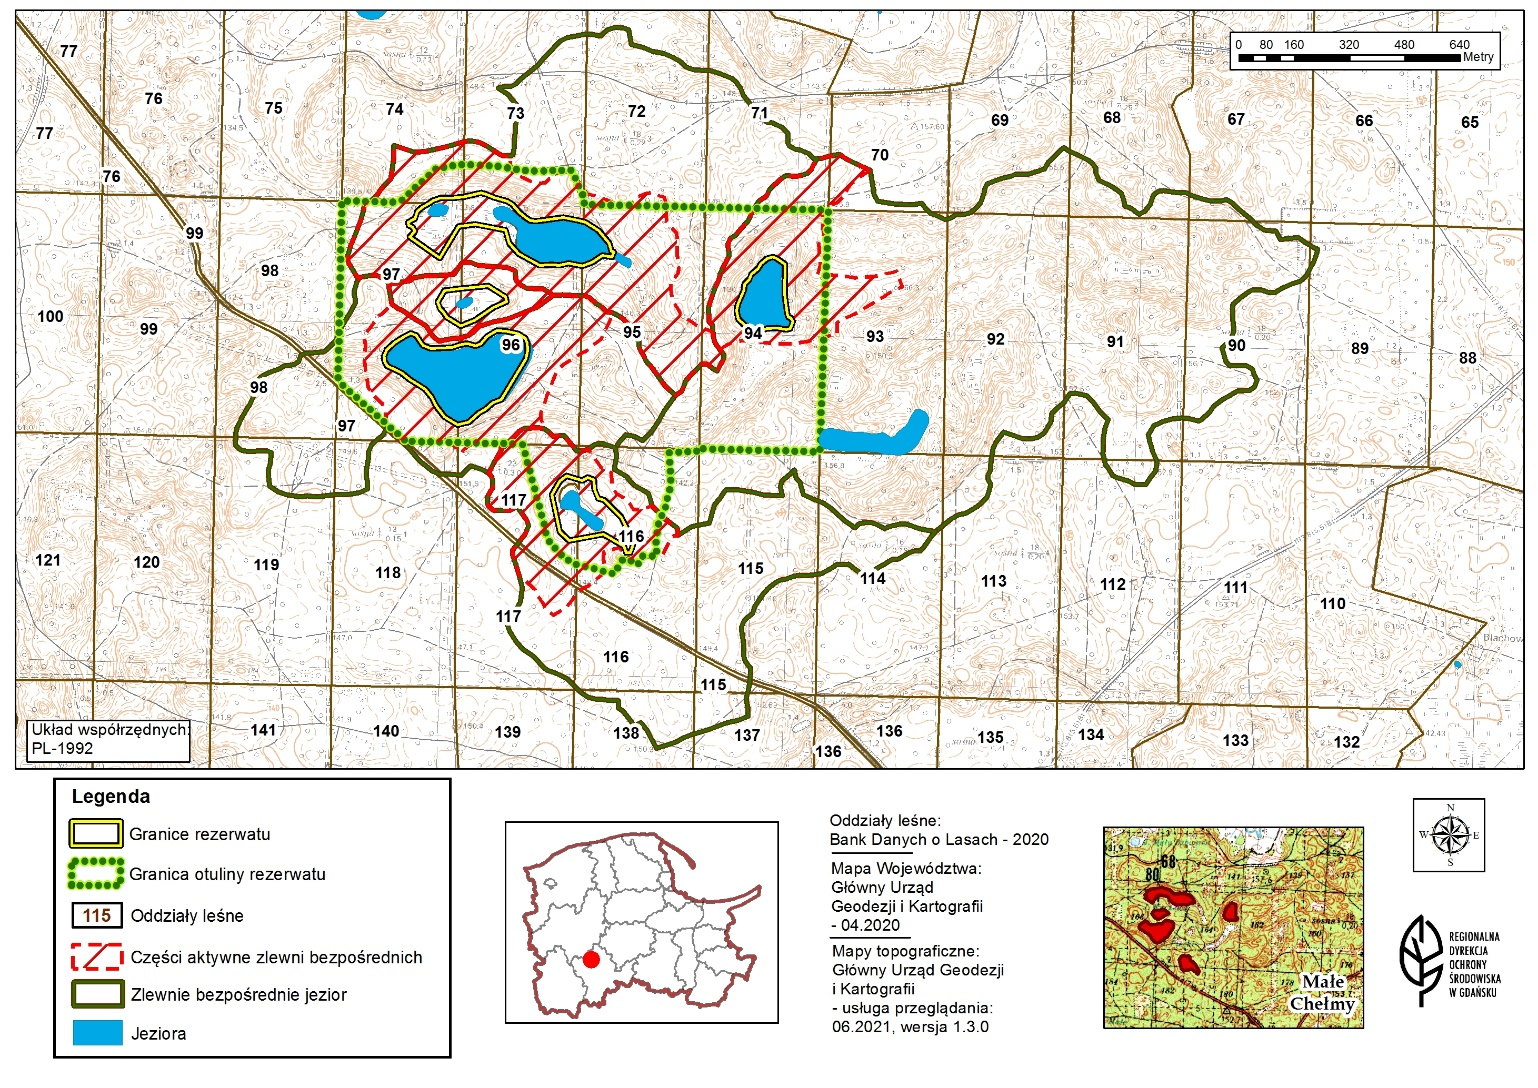 0 80 160 320 480 640
Metry
77
76
75
74
73
72
71
70
69
68
67
66
65
77
76
99
98
97
95
94
93
92
91
90
89
88
100
99
96
98
97
117
116
121
120
119
118
117
116
115
114
113
112
111
110
115
141
140
139
138
137
136
136
135
134
133
132
Układ współrzędnych:
PL-1992
Legenda
Granice rezerwatu
Granica otuliny rezerwatu
115 Oddziały leśne
Części aktywne zlewni bezpośrednich
Zlewnie bezpośrednie jezior
Jeziora
Oddziały leśne:
Bank Danych o Lasach - 2020
Mapa Województwa:
Główny Urząd
Geodezji i Kartografii
- 04.2020
Mapy topograficzne:
Główny Urząd Geodezji
i Kartografii
- usługa przeglądania:
06.2021, wersja 1.3.0
68
80
Małe
Chełmy
N
W E
S
REGIONALNA
DYREKCJA
OCHRONY
ŚRODOWISKA
W GDAŃSKU